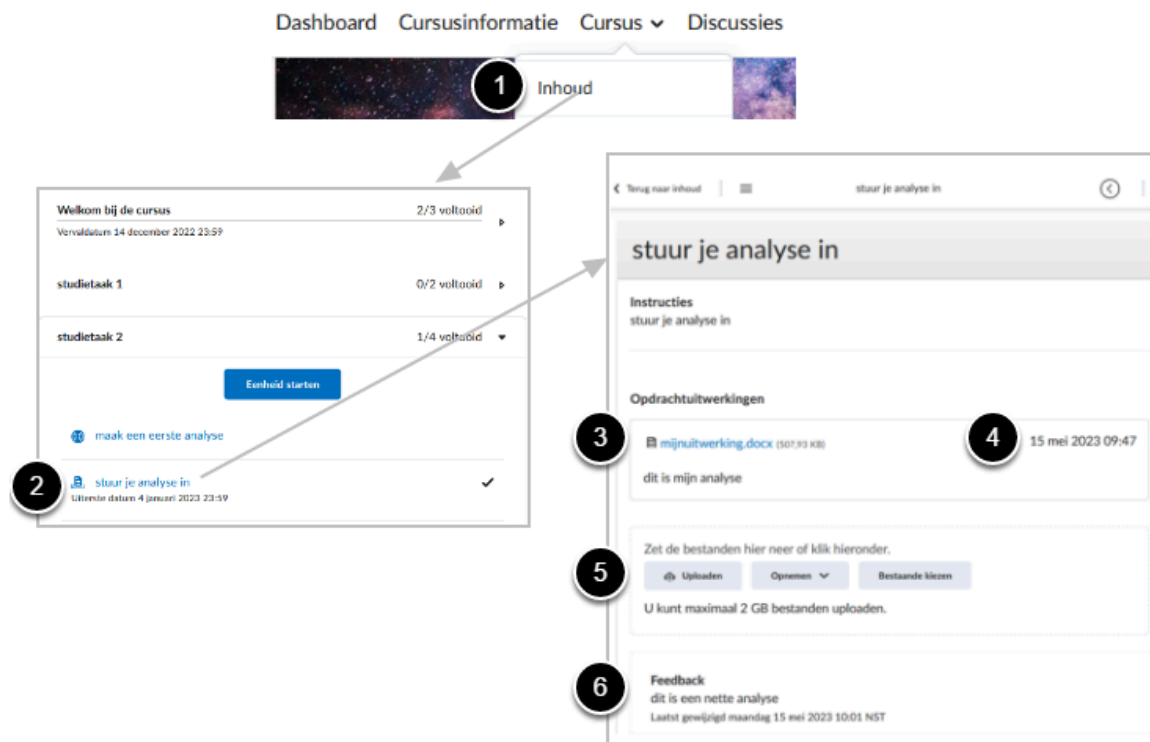 Dashboard Cursusinformatie Cursus Discussies
1 Inhoud
Welkom bij de cursus 2/3 voltooid
Vervaldatum 14 december 2022 23:59
studietaak 1 0/2 voltooid
studietaak 2 1/4 voltooid
Eenheid starten
maak een eerste analyse
2 stuur je analyse in
Uiterste datum 4 januari 2023 23:59
Terug naar inhoud stuur je analyse in
stuur je analyse in
Instructies
stuur je analyse in
Opdrachtuitwerkingen
3 mijnuitwerking.docx (507,93 KB) 4 15 mei 2023 09:47
dit is mijn analyse
Zet de bestanden hier neer of klik hieronder.
5 Uploaden Opnemen Bestaande kiezen
U kunt maximaal 2 GB bestanden uploaden.
6 Feedback
dit is een nette analyse
Laatst gewijzigd maandag 15 mei 2023 10:01 NST